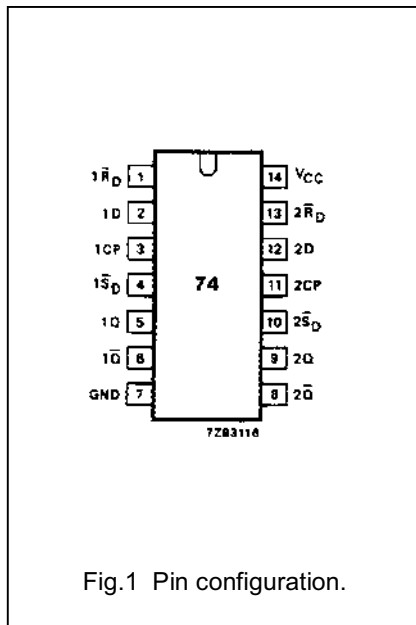 1R̄D 1 14 VCC
1D 2 13 2R̄D
1CP 3 12 2D
1S̄D 4 74 11 2CP
1Q 5 10 2S̄D
1Q̄ 6 9 2Q
GND 7 8 2Q̄
7Z93116
Fig.1 Pin configuration.